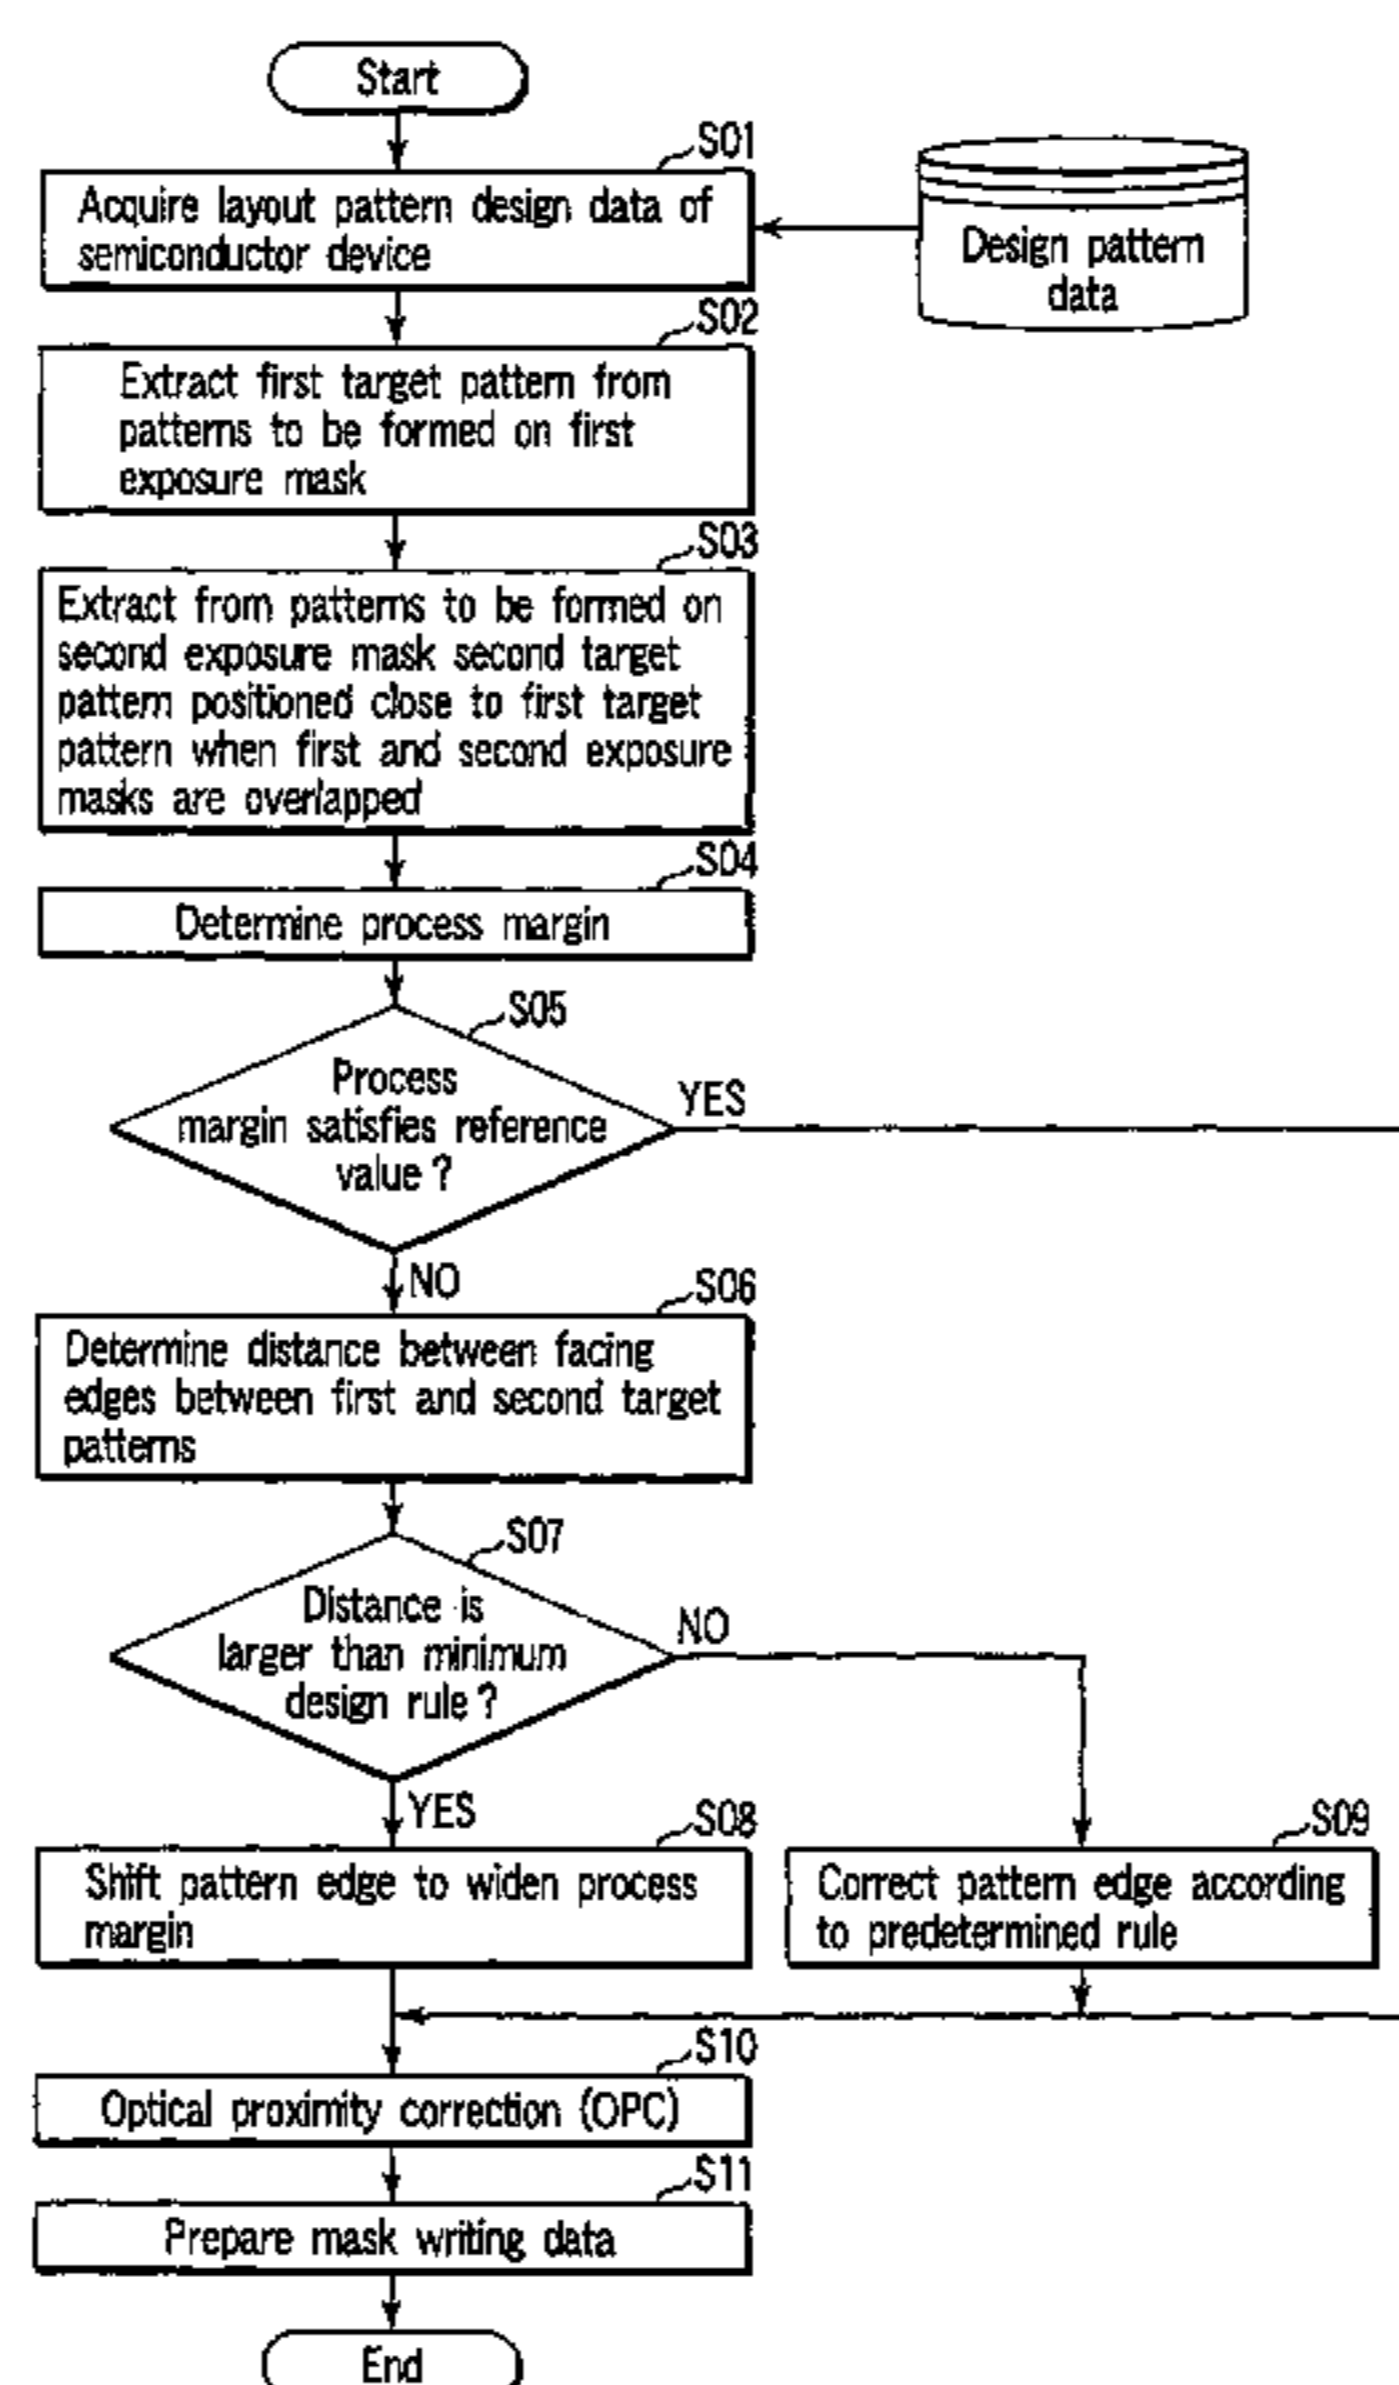 Start
S01
Acquire layout pattern design data of
semiconductor device
Design pattern
data
S02
Extract first target pattern from
patterns to be formed on first
exposure mask
S03
Extract from patterns to be formed on
second exposure mask second target
pattern positioned close to first target
pattern when first and second exposure
masks are overlapped
S04
Determine process margin
S05
Process
margin satisfies reference
value ?
YES
NO
S06
Determine distance between facing
edges between first and second target
patterns
S07
Distance is
larger than minimum
design rule ?
NO
YES
S08
Shift pattern edge to widen process
margin
S09
Correct pattern edge according
to predetermined rule
S10
Optical proximity correction (OPC)
S11
Prepare mask writing data
End